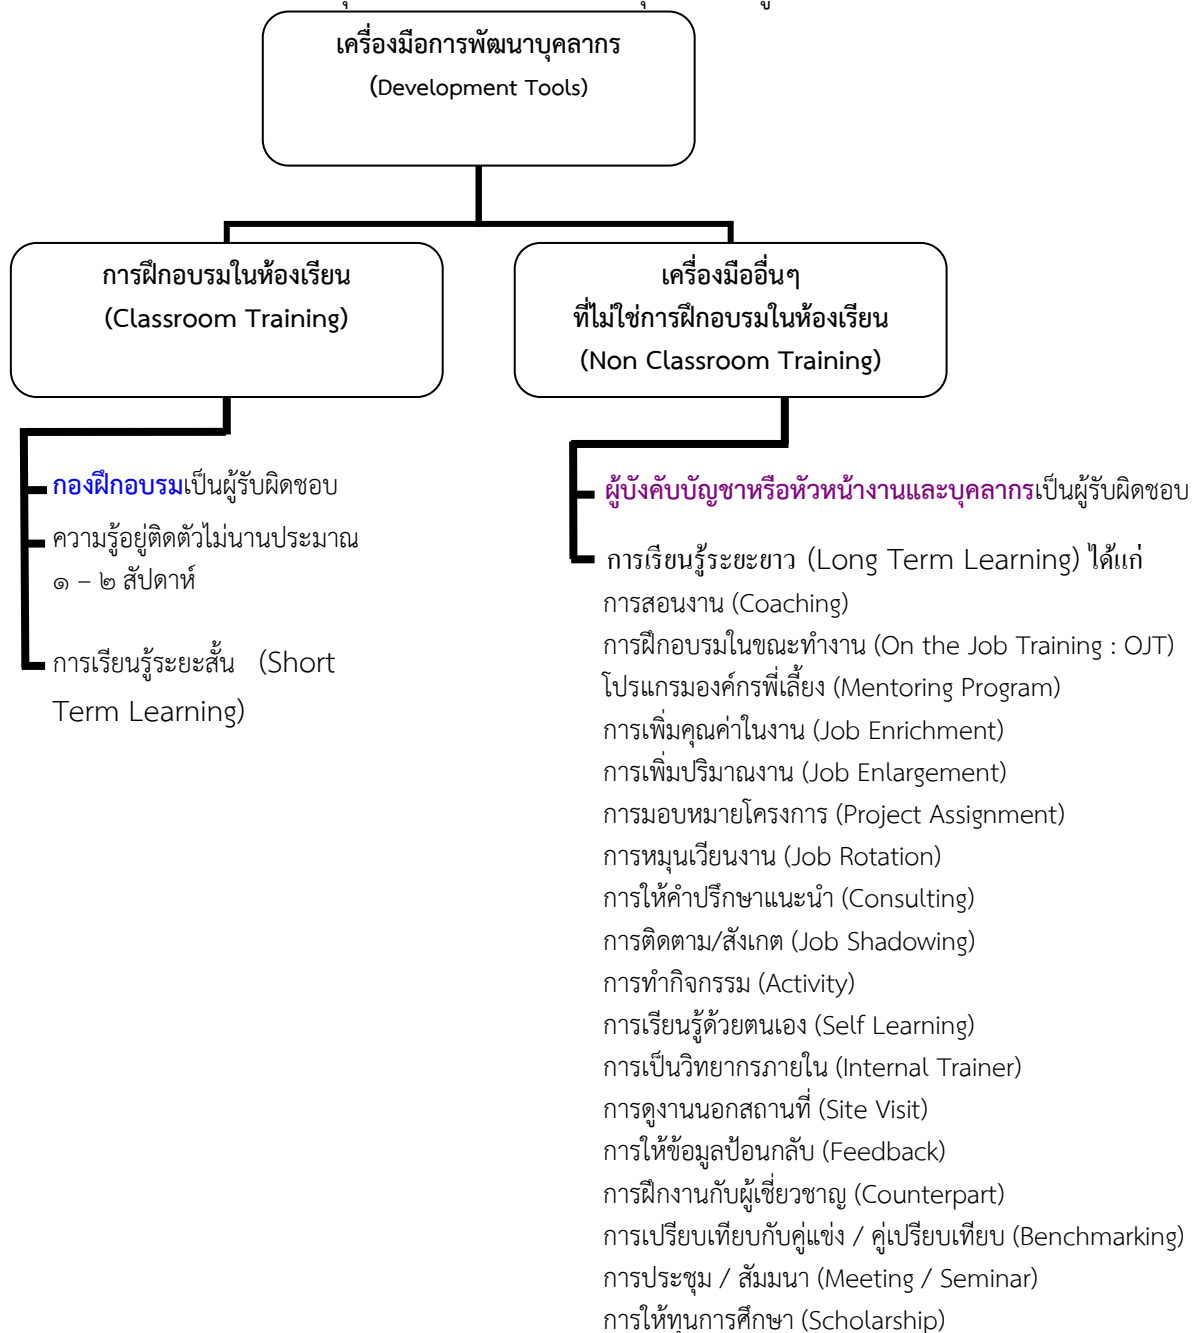 เครื่องมือการพัฒนาบุคลากร
(Development Tools)
การฝึกอบรมในห้องเรียน
(Classroom Training)
เครื่องมืออื่นๆ
ที่ไม่ใช่การฝึกอบรมในห้องเรียน
(Non Classroom Training)
กองฝึกอบรมเป็นผู้รับผิดชอบ
ความรู้อยู่ติดตัวไม่นานประมาณ
๑ – ๒ สัปดาห์
การเรียนรู้ระยะสั้น (Short
Term Learning)
ผู้บังคับบัญชาหรือหัวหน้างานและบุคลากรเป็นผู้รับผิดชอบ
การเรียนรู้ระยะยาว (Long Term Learning) ได้แก่
การสอนงาน (Coaching)
การฝึกอบรมในขณะทำงาน (On the Job Training : OJT)
โปรแกรมองค์กรพี่เลี้ยง (Mentoring Program)
การเพิ่มคุณค่าในงาน (Job Enrichment)
การเพิ่มปริมาณงาน (Job Enlargement)
การมอบหมายโครงการ (Project Assignment)
การหมุนเวียนงาน (Job Rotation)
การให้คำปรึกษาแนะนำ (Consulting)
การติดตาม/สังเกต (Job Shadowing)
การทำกิจกรรม (Activity)
การเรียนรู้ด้วยตนเอง (Self Learning)
การเป็นวิทยากรภายใน (Internal Trainer)
การดูงานนอกสถานที่ (Site Visit)
การให้ข้อมูลป้อนกลับ (Feedback)
การฝึกงานกับผู้เชี่ยวชาญ (Counterpart)
การเปรียบเทียบกับคู่แข่ง / คู่เปรียบเทียบ (Benchmarking)
การประชุม / สัมมนา (Meeting / Seminar)
การให้ทุนการศึกษา (Scholarship)